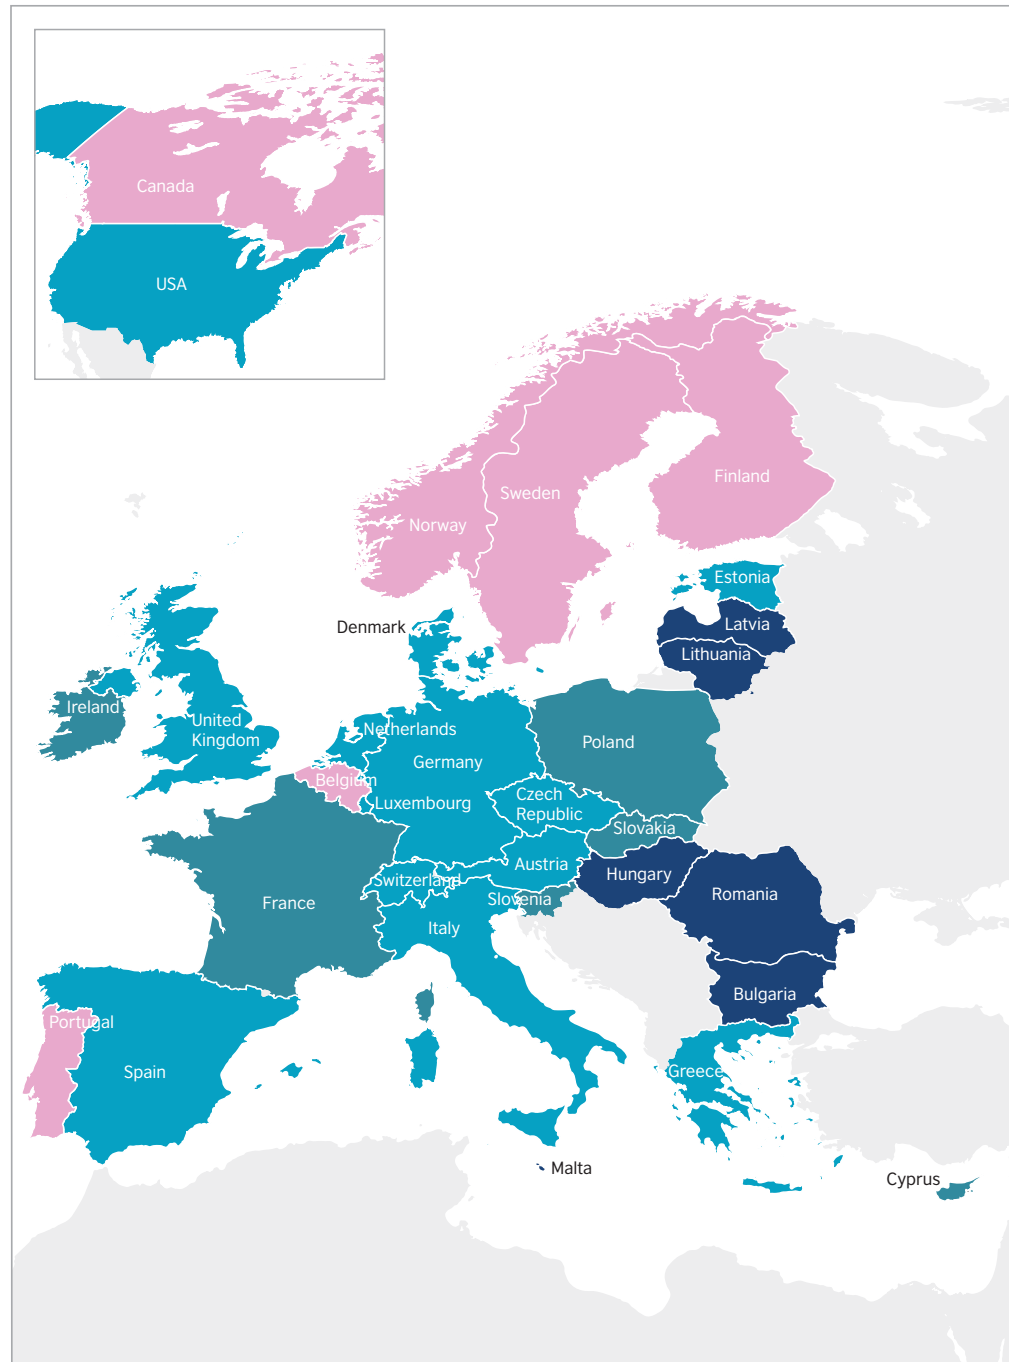 Canada
USA
Finland
Sweden
Norway
Estonia
Latvia
Denmark
Lithuania
Ireland
United
Kingdom
Netherlands
Poland
Germany
Belgium
Luxembourg
Czech
Republic
Slovakia
Austria
Hungary
Switzerland
Romania
Slovenia
France
Italy
Bulgaria
Portugal
Spain
Greece
Malta
Cyprus